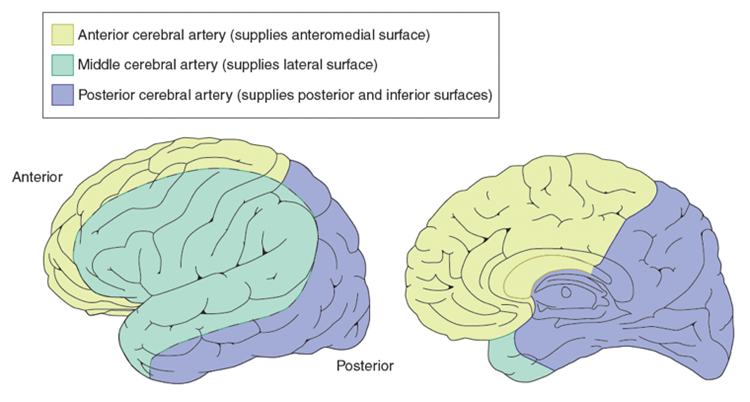 Anterior cerebral artery (supplies anteromedial surface)
Middle cerebral artery (supplies lateral surface)
Posterior cerebral artery (supplies posterior and inferior surfaces)
Anterior
Posterior